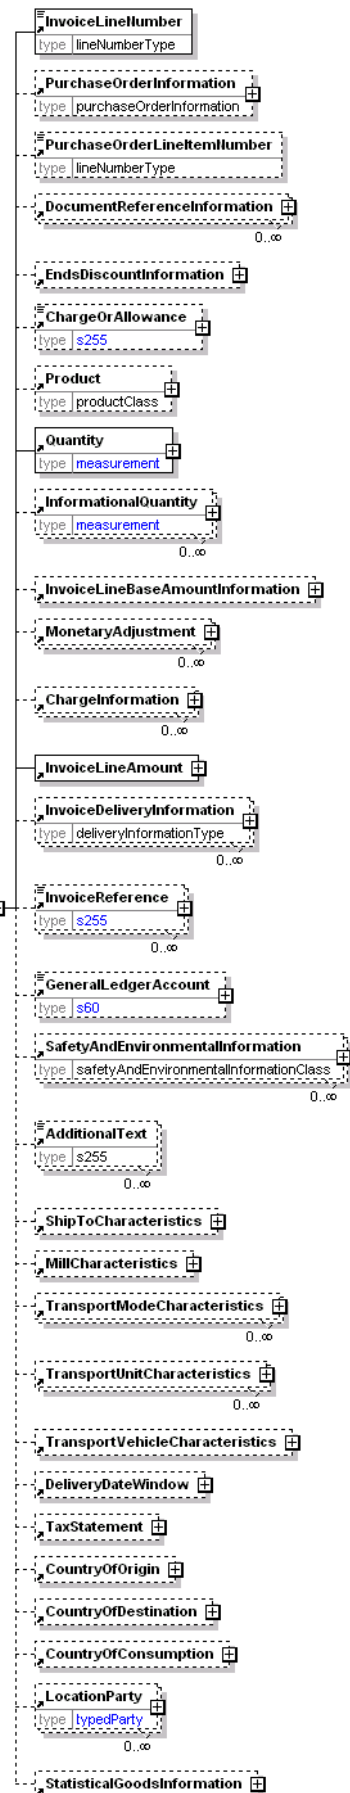 InvoiceLineNumber
type lineNumberType
PurchaseOrderInformation
type purchaseOrderInformation
PurchaseOrderLineItemNumber
type lineNumberType
DocumentReferenceInformation
0..∞
EndsDiscountInformation
ChargeOrAllowance
type s255
Product
type productClass
Quantity
type measurement
InformationalQuantity
type measurement
0..∞
InvoiceLineBaseAmountInformation
MonetaryAdjustment
0..∞
ChargeInformation
0..∞
InvoiceLineAmount
InvoiceDeliveryInformation
type deliveryInformationType
0..∞
InvoiceReference
type s255
0..∞
GeneralLedgerAccount
type s60
SafetyAndEnvironmentalInformation
type safetyAndEnvironmentalInformationClass
0..∞
AdditionalText
type s255
0..∞
ShipToCharacteristics
MillCharacteristics
TransportModeCharacteristics
0..∞
TransportUnitCharacteristics
0..∞
TransportVehicleCharacteristics
DeliveryDateWindow
TaxStatement
CountryOfOrigin
CountryOfDestination
CountryOfConsumption
LocationParty
type typedParty
0..∞
StatisticalGoodsInformation